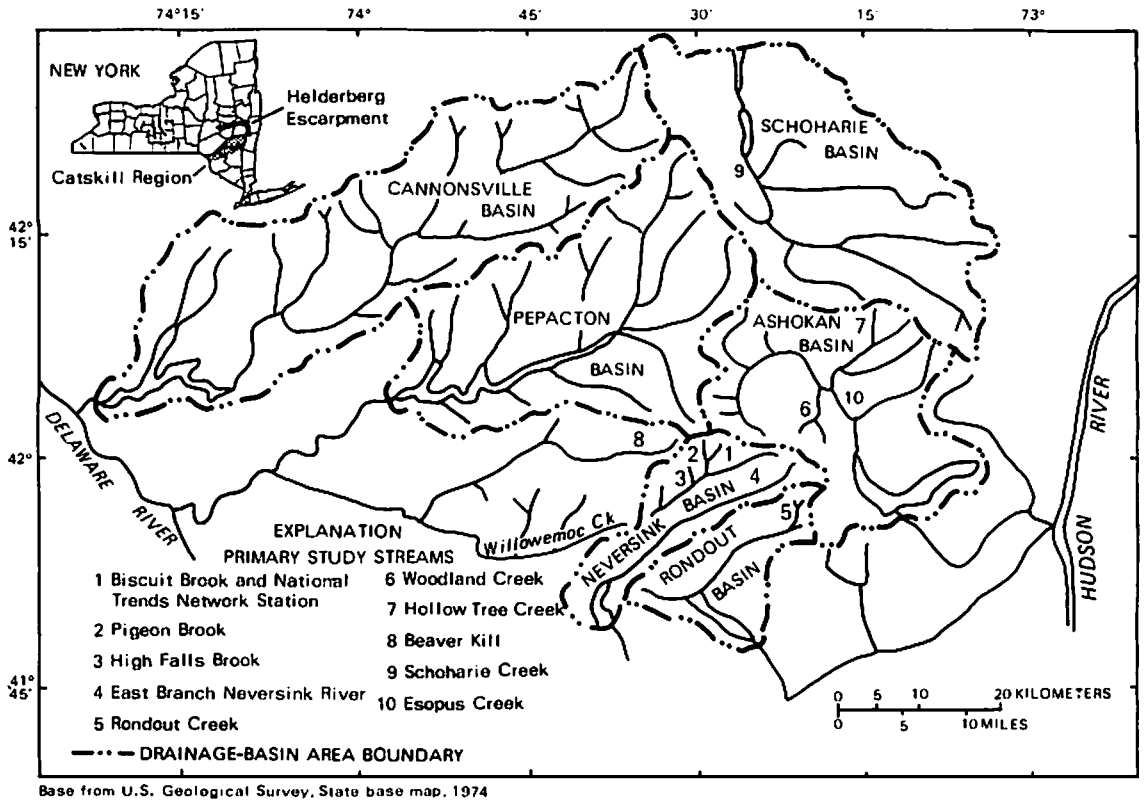 74° 15'
74°
45'
30'
15'
73°
NEW YORK
Helderberg
Escarpment
Catskill Region
SCHOHARIE
BASIN
9
CANNONSVILLE
BASIN
42°
15'
PEPACTON
BASIN
ASHOKAN
BASIN
7
10
6
8
2
1
3
4
5
42°
DELAWARE
RIVER
Willowemoc Ck
NEVERSINK
BASIN
RONDOUT
BASIN
HUDSON
RIVER
41°
45'
EXPLANATION
PRIMARY STUDY STREAMS
1 Biscuit Brook and National
Trends Network Station
2 Pigeon Brook
3 High Falls Brook
4 East Branch Neversink River
5 Rondout Creek
6 Woodland Creek
7 Hollow Tree Creek
8 Beaver Kill
9 Schoharie Creek
10 Esopus Creek
DRAINAGE-BASIN AREA BOUNDARY
0 5 10 20 KILOMETERS
0 5 10 MILES
Base from U.S. Geological Survey, State base map, 1974